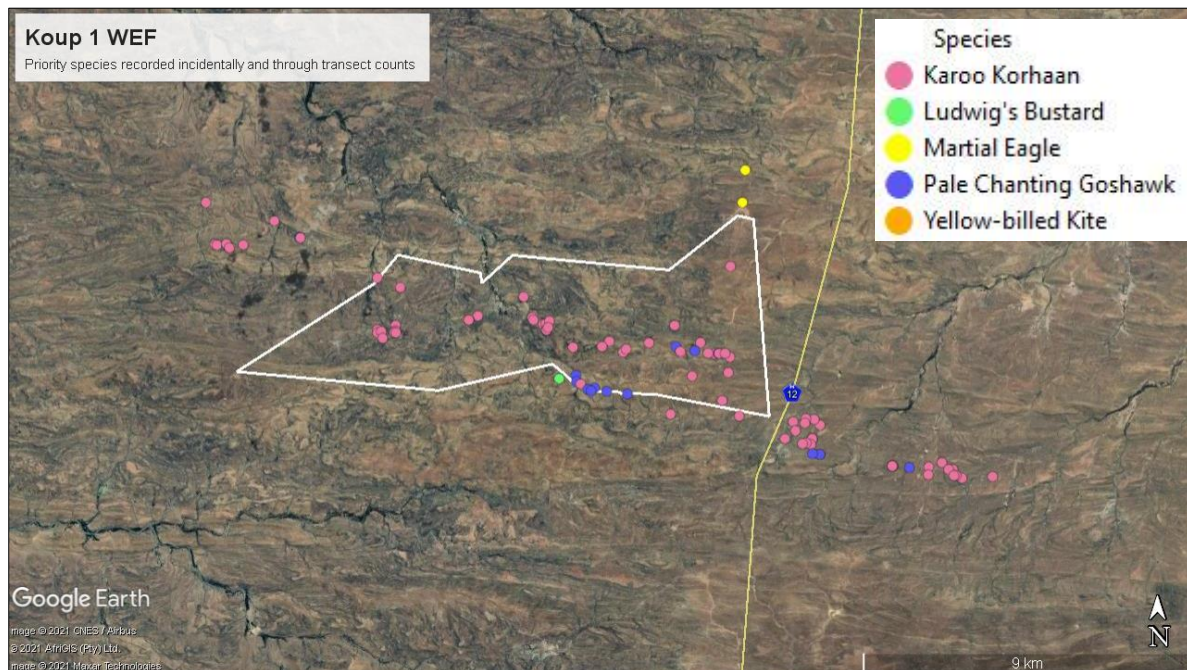 Koup 1 WEF
Priority species recorded incidentally and through transect counts
Species
Karoo Korhaan
Ludwig's Bustard
Martial Eagle
Pale Chanting Goshawk
Yellow-billed Kite
12
Google Earth
mage © 2021 CNES / Airbus
© 2021 AfriGIS (Pty) Ltd.
mage © 2021 Maxar Technologies
N
9 km